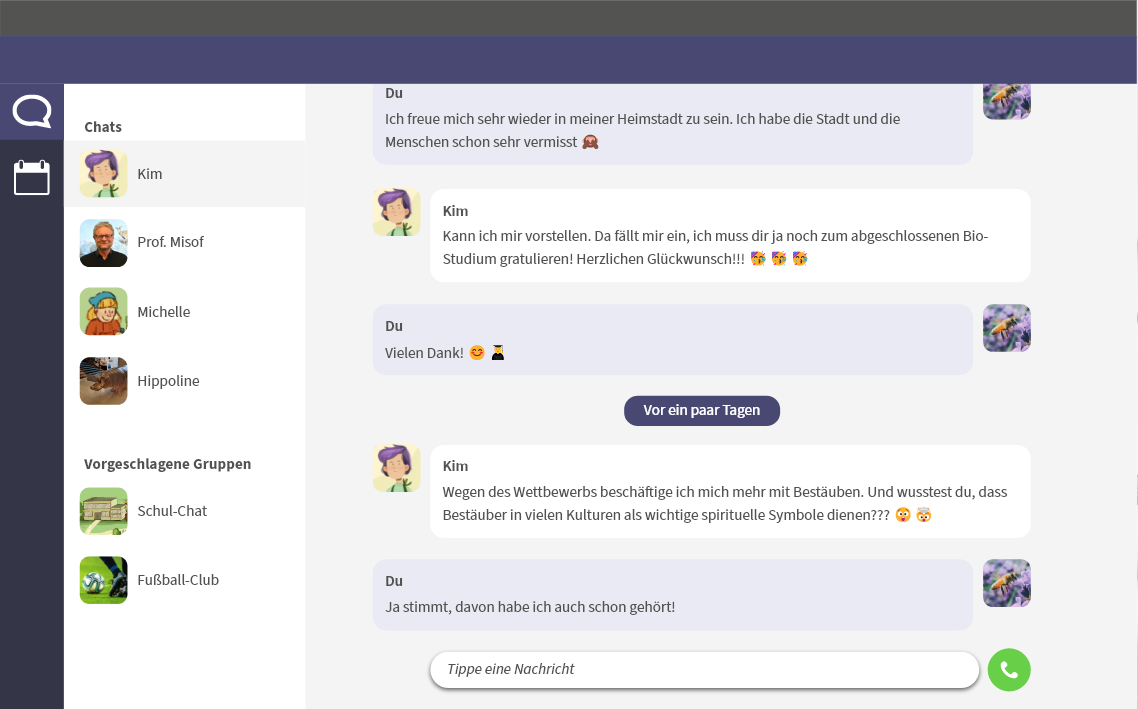 Chats
Kim
Prof. Misof
Michelle
Hippoline
Vorgeschlagene Gruppen
Schul-Chat
Fußball-Club
Du
Ich freue mich sehr wieder in meiner Heimstadt zu sein. Ich habe die Stadt und die
Menschen schon sehr vermisst 🙈
Kim
Kann ich mir vorstellen. Da fällt mir ein, ich muss dir ja noch zum abgeschlossenen Bio-
Studium gratulieren! Herzlichen Glückwunsch!!! 🥳 🥳 🥳
Du
Vielen Dank! 😊 🧑‍🎓
Vor ein paar Tagen
Kim
Wegen des Wettbewerbs beschäftige ich mich mehr mit Bestäuben. Und wusstest du, dass
Bestäuber in vielen Kulturen als wichtige spirituelle Symbole dienen??? 😳 🤯
Du
Ja stimmt, davon habe ich auch schon gehört!
Tippe eine Nachricht